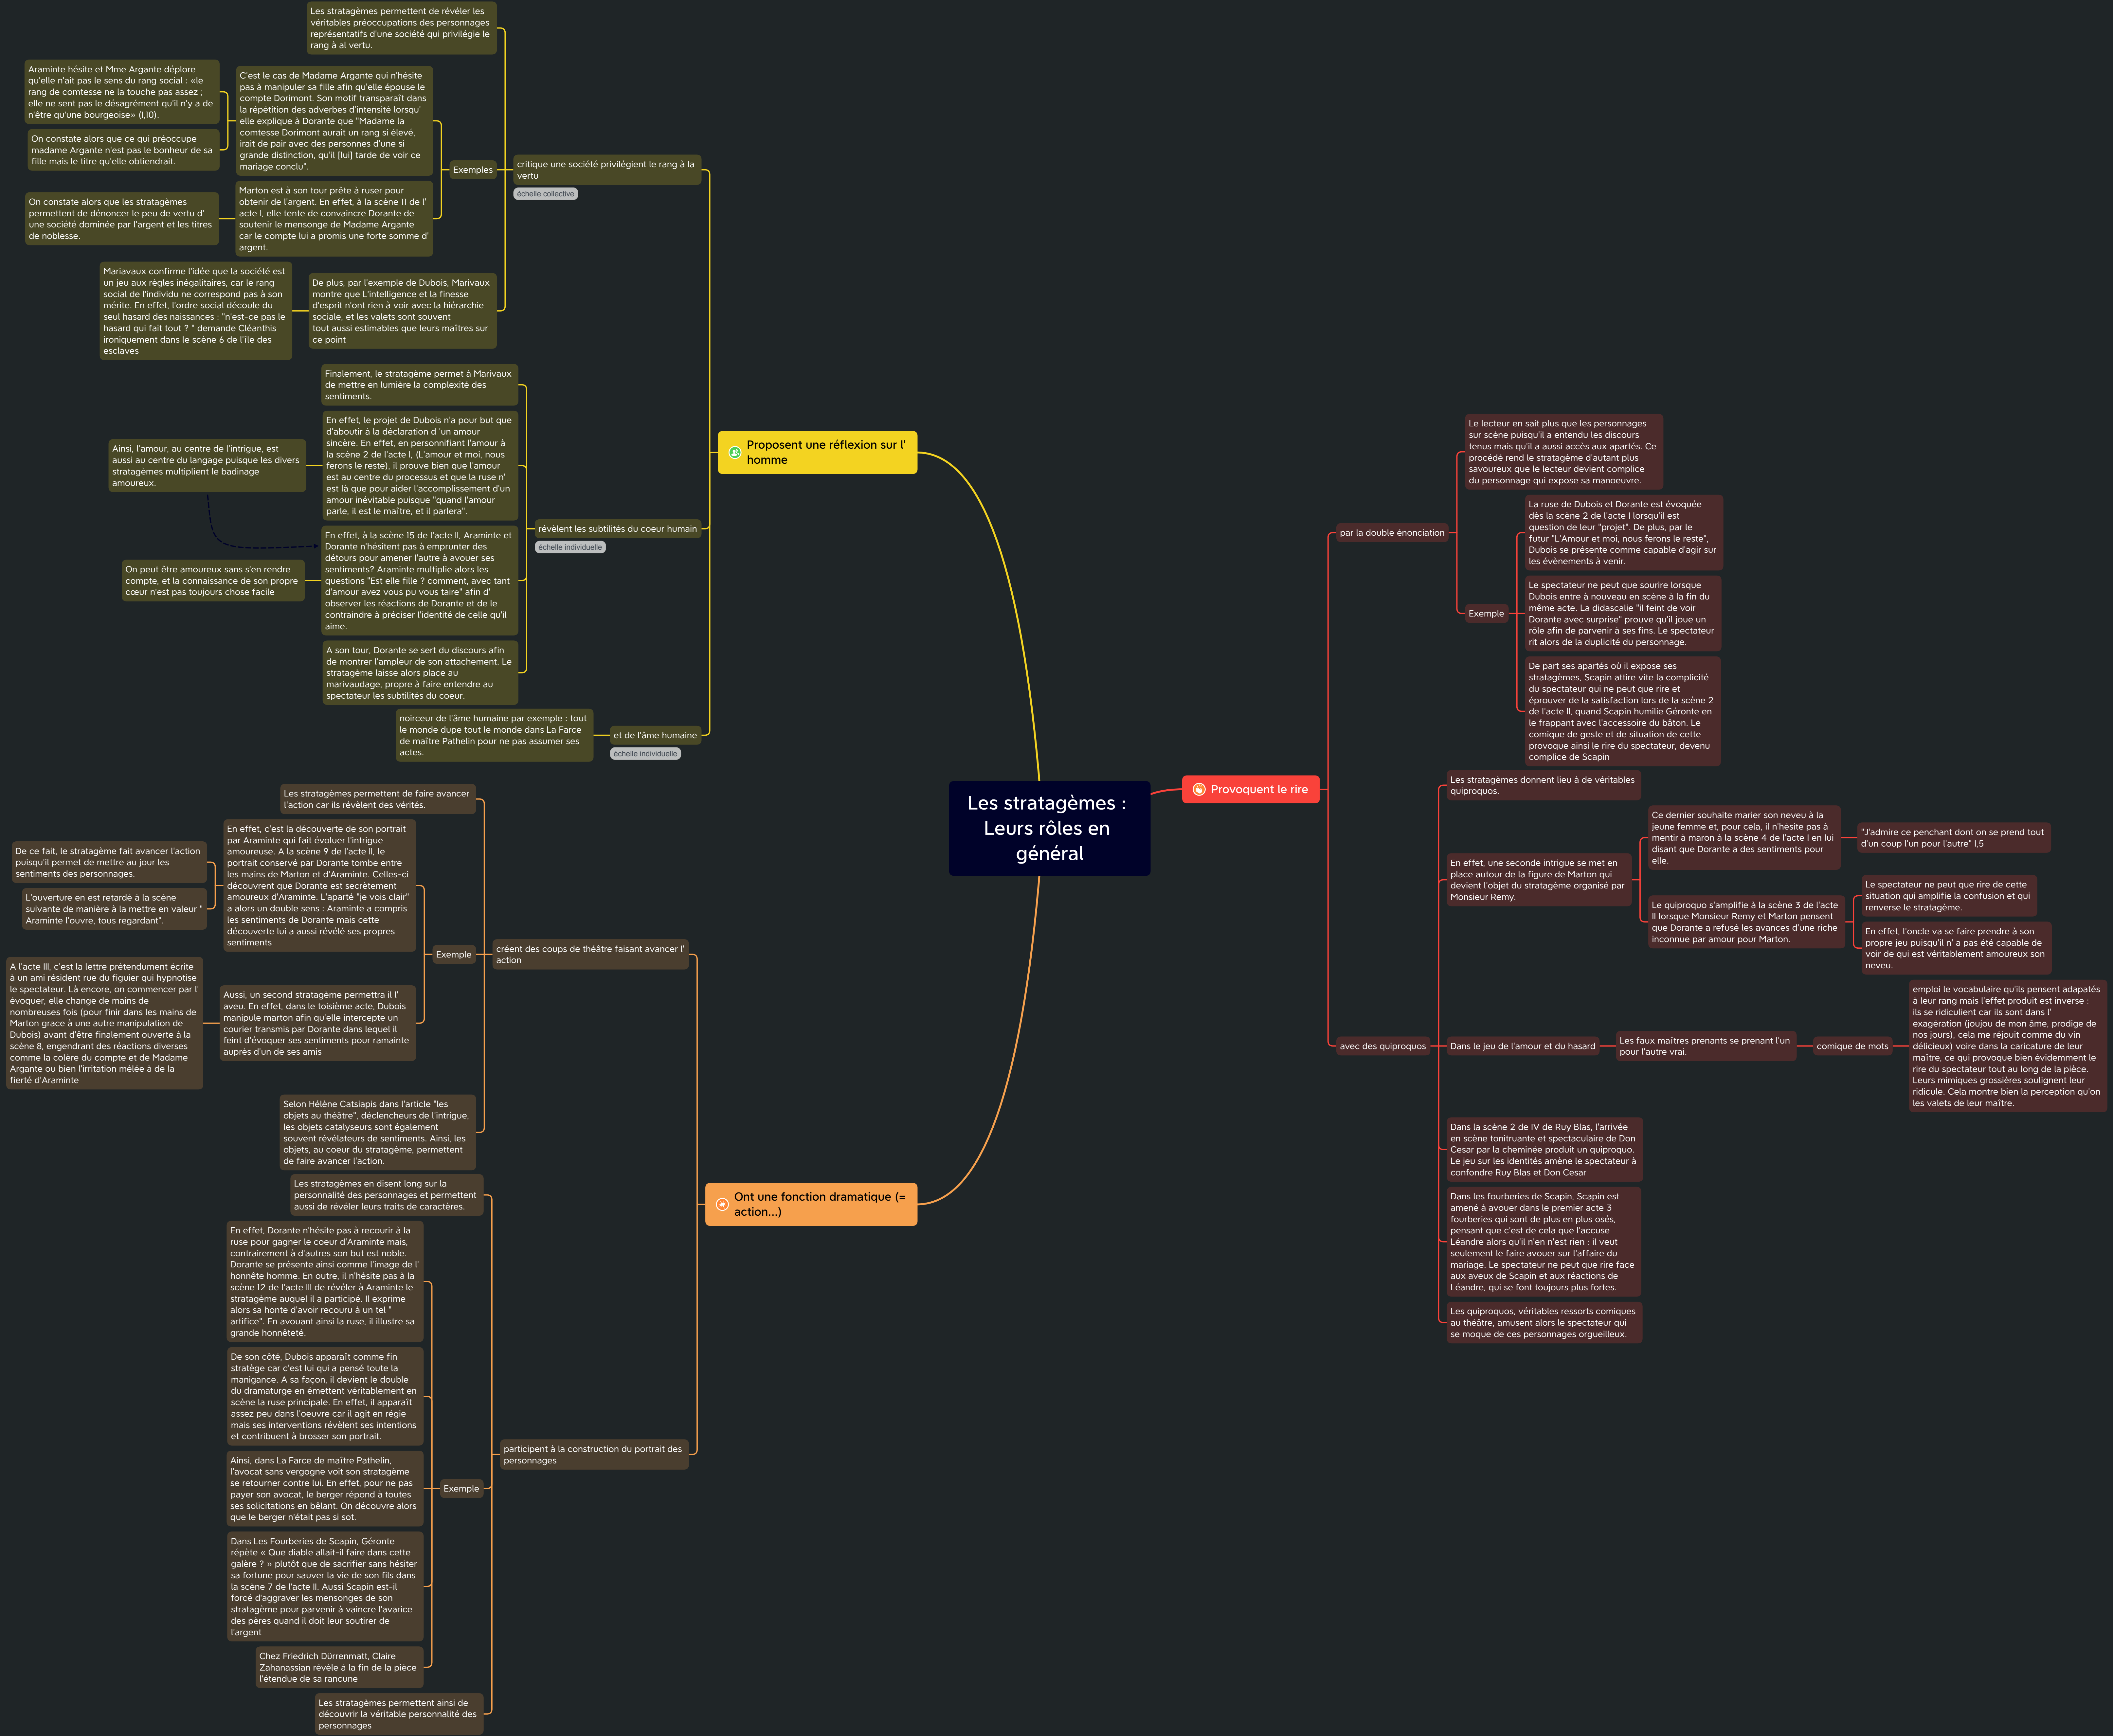 Les stratagèmes :
Leurs rôles en
général
Provoquent le rire
par la double énonciation
Le lecteur en sait plus que les personnages
sur scène puisqu'il a entendu les discours
tenus mais qu'il a aussi accès aux apartés. Ce
procédé rend le stratagème d'autant plus
savoureux que le lecteur devient complice
du personnage qui expose sa manoeuvre.
Exemple
La ruse de Dubois et Dorante est évoquée
dès la scène 2 de l'acte I lorsqu'il est
question de leur "projet". De plus, par le
futur "L'Amour et moi, nous ferons le reste",
Dubois se présente comme capable d'agir sur
les évènements à venir.
Le spectateur ne peut que sourire lorsque
Dubois entre à nouveau en scène à la fin du
même acte. La didascalie "il feint de voir
Dorante avec surprise" prouve qu'il joue un
rôle afin de parvenir à ses fins. Le spectateur
rit alors de la duplicité du personnage.
De part ses apartés où il expose ses
stratagèmes, Scapin attire vite la complicité
du spectateur qui ne peut que rire et
éprouver de la satisfaction lors de la scène 2
de l'acte II, quand Scapin humilie Géronte en
le frappant avec l'accessoire du bâton. Le
comique de geste et de situation de cette
provoque ainsi le rire du spectateur, devenu
complice de Scapin
avec des quiproquos
Les stratagèmes donnent lieu à de véritables
quiproquos.
En effet, une seconde intrigue se met en
place autour de la figure de Marton qui
devient l'objet du stratagème organisé par
Monsieur Remy.
Ce dernier souhaite marier son neveu à la
jeune femme et, pour cela, il n'hésite pas à
mentir à maron à la scène 4 de l'acte I en lui
disant que Dorante a des sentiments pour
elle.
"J'admire ce penchant dont on se prend tout
d'un coup l'un pour l'autre" I,5
Le quiproquo s'amplifie à la scène 3 de l'acte
II lorsque Monsieur Remy et Marton pensent
que Dorante a refusé les avances d'une riche
inconnue par amour pour Marton.
Le spectateur ne peut que rire de cette
situation qui amplifie la confusion et qui
renverse le stratagème.
En effet, l'oncle va se faire prendre à son
propre jeu puisqu'il n' a pas été capable de
voir de qui est véritablement amoureux son
neveu.
Dans le jeu de l'amour et du hasard
Les faux maîtres prenants se prenant l'un
pour l'autre vrai.
comique de mots
emploi le vocabulaire qu'ils pensent adapatés
à leur rang mais l'effet produit est inverse :
ils se ridiculient car ils sont dans l'
exagération (joujou de mon âme, prodige de
nos jours), cela me réjouit comme du vin
délicieux) voire dans la caricature de leur
maître, ce qui provoque bien évidemment le
rire du spectateur tout au long de la pièce.
Leurs mimiques grossières soulignent leur
ridicule. Cela montre bien la perception qu'on
les valets de leur maître.
Dans la scène 2 de IV de Ruy Blas, l'arrivée
en scène tonitruante et spectaculaire de Don
Cesar par la cheminée produit un quiproquo.
Le jeu sur les identités amène le spectateur à
confondre Ruy Blas et Don Cesar
Dans les fourberies de Scapin, Scapin est
amené à avouer dans le premier acte 3
fourberies qui sont de plus en plus osés,
pensant que c'est de cela que l'accuse
Léandre alors qu'il n'en n'est rien : il veut
seulement le faire avouer sur l'affaire du
mariage. Le spectateur ne peut que rire face
aux aveux de Scapin et aux réactions de
Léandre, qui se font toujours plus fortes.
Les quiproquos, véritables ressorts comiques
au théâtre, amusent alors le spectateur qui
se moque de ces personnages orgueilleux.
Proposent une réflexion sur l'
homme
critique une société privilégient le rang à la
vertu
échelle collective
Les stratagèmes permettent de révéler les
véritables préoccupations des personnages
représentatifs d'une société qui privilégie le
rang à al vertu.
Exemples
C'est le cas de Madame Argante qui n'hésite
pas à manipuler sa fille afin qu'elle épouse le
compte Dorimont. Son motif transparaît dans
la répétition des adverbes d'intensité lorsqu'
elle explique à Dorante que "Madame la
comtesse Dorimont aurait un rang si élevé,
irait de pair avec des personnes d'une si
grande distinction, qu'il [lui] tarde de voir ce
mariage conclu".
Araminte hésite et Mme Argante déplore
qu'elle n'ait pas le sens du rang social : «le
rang de comtesse ne la touche pas assez ;
elle ne sent pas le désagrément qu'il n'y a de
n'être qu'une bourgeoise» (I,10).
On constate alors que ce qui préoccupe
madame Argante n'est pas le bonheur de sa
fille mais le titre qu'elle obtiendrait.
Marton est à son tour prête à ruser pour
obtenir de l'argent. En effet, à la scène 11 de l'
acte I, elle tente de convaincre Dorante de
soutenir le mensonge de Madame Argante
car le compte lui a promis une forte somme d'
argent.
On constate alors que les stratagèmes
permettent de dénoncer le peu de vertu d'
une société dominée par l'argent et les titres
de noblesse.
De plus, par l'exemple de Dubois, Marivaux
montre que L'intelligence et la finesse
d'esprit n'ont rien à voir avec la hiérarchie
sociale, et les valets sont souvent
tout aussi estimables que leurs maîtres sur
ce point
Mariavaux confirme l'idée que la société est
un jeu aux règles inégalitaires, car le rang
social de l'individu ne correspond pas à son
mérite. En effet, l'ordre social découle du
seul hasard des naissances : "n'est-ce pas le
hasard qui fait tout ? " demande Cléanthis
ironiquement dans le scène 6 de l'île des
esclaves
révèlent les subtilités du coeur humain
échelle individuelle
Finalement, le stratagème permet à Marivaux
de mettre en lumière la complexité des
sentiments.
En effet, le projet de Dubois n'a pour but que
d'aboutir à la déclaration d 'un amour
sincère. En effet, en personnifiant l'amour à
la scène 2 de l'acte I, (L'amour et moi, nous
ferons le reste), il prouve bien que l'amour
est au centre du processus et que la ruse n'
est là que pour aider l'accomplissement d'un
amour inévitable puisque "quand l'amour
parle, il est le maître, et il parlera".
Ainsi, l'amour, au centre de l'intrigue, est
aussi au centre du langage puisque les divers
stratagèmes multiplient le badinage
amoureux.
En effet, à la scène 15 de l'acte II, Araminte et
Dorante n'hésitent pas à emprunter des
détours pour amener l'autre à avouer ses
sentiments? Araminte multiplie alors les
questions "Est elle fille ? comment, avec tant
d'amour avez vous pu vous taire" afin d'
observer les réactions de Dorante et de le
contraindre à préciser l'identité de celle qu'il
aime.
On peut être amoureux sans s'en rendre
compte, et la connaissance de son propre
cœur n'est pas toujours chose facile
A son tour, Dorante se sert du discours afin
de montrer l'ampleur de son attachement. Le
stratagème laisse alors place au
marivaudage, propre à faire entendre au
spectateur les subtilités du coeur.
et de l'âme humaine
échelle individuelle
noirceur de l'âme humaine par exemple : tout
le monde dupe tout le monde dans La Farce
de maître Pathelin pour ne pas assumer ses
actes.
Ont une fonction dramatique (=
action...)
créent des coups de théâtre faisant avancer l'
action
Les stratagèmes permettent de faire avancer
l'action car ils révèlent des vérités.
Exemple
En effet, c'est la découverte de son portrait
par Araminte qui fait évoluer l'intrigue
amoureuse. A la scène 9 de l'acte II, le
portrait conservé par Dorante tombe entre
les mains de Marton et d'Araminte. Celles-ci
découvrent que Dorante est secrètement
amoureux d'Araminte. L'aparté "je vois clair"
a alors un double sens : Araminte a compris
les sentiments de Dorante mais cette
découverte lui a aussi révélé ses propres
sentiments
De ce fait, le stratagème fait avancer l'action
puisqu'il permet de mettre au jour les
sentiments des personnages.
L'ouverture en est retardé à la scène
suivante de manière à la mettre en valeur "
Araminte l'ouvre, tous regardant".
Aussi, un second stratagème permettra il l'
aveu. En effet, dans le toisième acte, Dubois
manipule marton afin qu'elle intercepte un
courier transmis par Dorante dans lequel il
feint d'évoquer ses sentiments pour ramainte
auprès d'un de ses amis
A l'acte III, c'est la lettre prétendument écrite
à un ami résident rue du figuier qui hypnotise
le spectateur. Là encore, on commencer par l'
évoquer, elle change de mains de
nombreuses fois (pour finir dans les mains de
Marton grace à une autre manipulation de
Dubois) avant d'être finalement ouverte à la
scène 8, engendrant des réactions diverses
comme la colère du compte et de Madame
Argante ou bien l'irritation mélée à de la
fierté d'Araminte
Selon Hélène Catsiapis dans l'article "les
objets au théâtre", déclencheurs de l'intrigue,
les objets catalyseurs sont également
souvent révélateurs de sentiments. Ainsi, les
objets, au coeur du stratagème, permettent
de faire avancer l'action.
participent à la construction du portrait des
personnages
Les stratagèmes en disent long sur la
personnalité des personnages et permettent
aussi de révéler leurs traits de caractères.
Exemple
En effet, Dorante n'hésite pas à recourir à la
ruse pour gagner le coeur d'Araminte mais,
contrairement à d'autres son but est noble.
Dorante se présente ainsi comme l'image de l'
honnête homme. En outre, il n'hésite pas à la
scène 12 de l'acte III de révéler à Araminte le
stratagème auquel il a participé. Il exprime
alors sa honte d'avoir recouru à un tel "
artifice". En avouant ainsi la ruse, il illustre sa
grande honnêteté.
De son côté, Dubois apparaît comme fin
stratège car c'est lui qui a pensé toute la
manigance. A sa façon, il devient le double
du dramaturge en émettent véritablement en
scène la ruse principale. En effet, il apparaît
assez peu dans l'oeuvre car il agit en régie
mais ses interventions révèlent ses intentions
et contribuent à brosser son portrait.
Ainsi, dans La Farce de maître Pathelin,
l'avocat sans vergogne voit son stratagème
se retourner contre lui. En effet, pour ne pas
payer son avocat, le berger répond à toutes
ses solicitations en bêlant. On découvre alors
que le berger n'était pas si sot.
Dans Les Fourberies de Scapin, Géronte
répète « Que diable allait-il faire dans cette
galère ? » plutôt que de sacrifier sans hésiter
sa fortune pour sauver la vie de son fils dans
la scène 7 de l'acte II. Aussi Scapin est-il
forcé d'aggraver les mensonges de son
stratagème pour parvenir à vaincre l'avarice
des pères quand il doit leur soutirer de
l'argent
Chez Friedrich Dürrenmatt, Claire
Zahanassian révèle à la fin de la pièce
l'étendue de sa rancune
Les stratagèmes permettent ainsi de
découvrir la véritable personnalité des
personnages